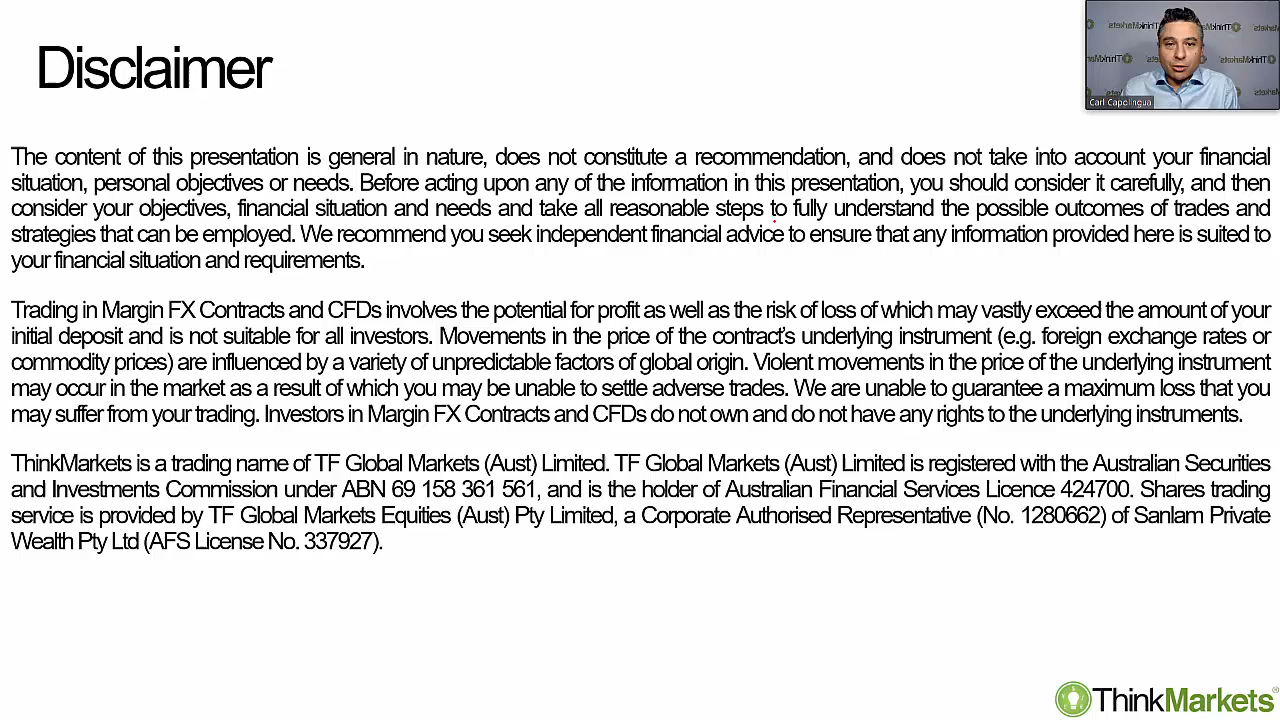 Disclaimer
Carl Capolingua
The content of this presentation is general in nature, does not constitute a recommendation, and does not take into account your financial
situation, personal objectives or needs. Before acting upon any of the information in this presentation, you should consider it carefully, and then
consider your objectives, financial situation and needs and take all reasonable steps to fully understand the possible outcomes of trades and
strategies that can be employed. We recommend you seek independent financial advice to ensure that any information provided here is suited to
your financial situation and requirements.
Trading in Margin FX Contracts and CFDs involves the potential for profit as well as the risk of loss of which may vastly exceed the amount of your
initial deposit and is not suitable for all investors. Movements in the price of the contract's underlying instrument (e.g. foreign exchange rates or
commodity prices) are influenced by a variety of unpredictable factors of global origin. Violent movements in the price of the underlying instrument
may occur in the market as a result of which you may be unable to settle adverse trades. We are unable to guarantee a maximum loss that you
may suffer from your trading. Investors in Margin FX Contracts and CFDs do not own and do not have any rights to the underlying instruments.
ThinkMarkets is a trading name of TF Global Markets (Aust) Limited. TF Global Markets (Aust) Limited is registered with the Australian Securities
and Investments Commission under ABN 69 158 361 561, and is the holder of Australian Financial Services Licence 424700. Shares trading
service is provided by TF Global Markets Equities (Aust) Pty Limited, a Corporate Authorised Representative (No. 1280662) of Sanlam Private
Wealth Pty Ltd (AFS License No. 337927).
ThinkMarkets